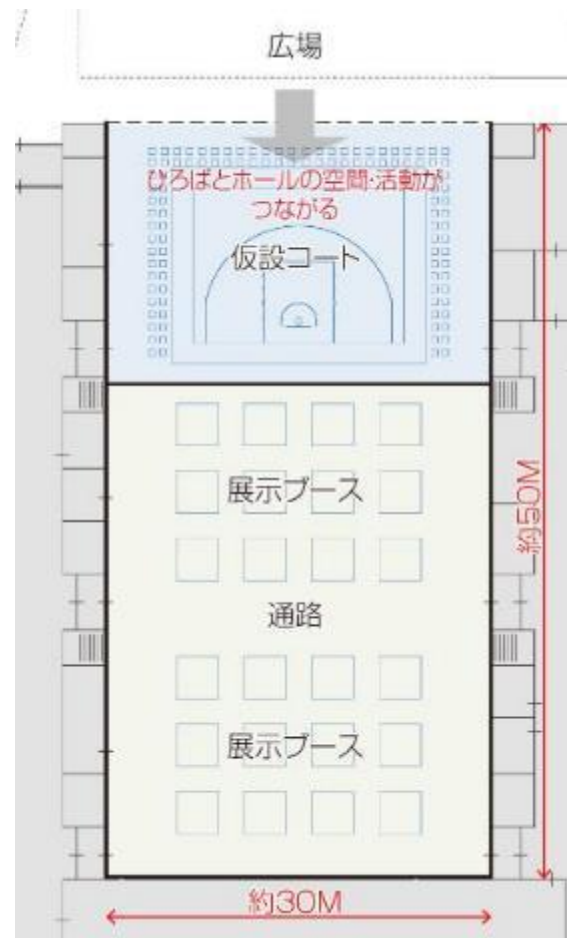 広場
ひろばとホールの空間・活動が
つながる
仮設コート
展示ブース
通路
展示ブース
約50M
約30M